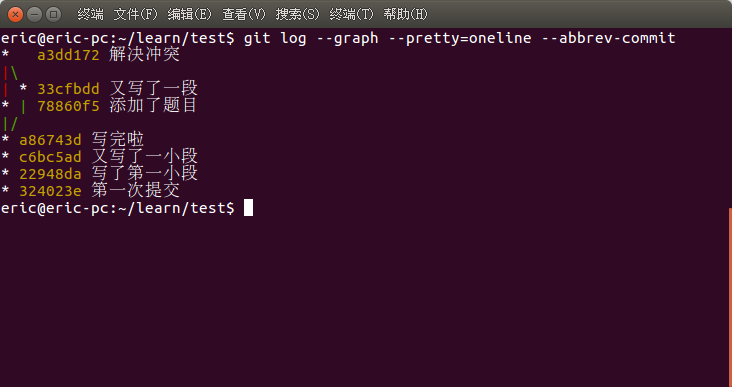 终端 文件(F) 编辑(E) 查看(V) 搜索(S) 终端(T) 帮助(H)
eric@eric-pc:~/learn/test$ git log --graph --pretty=oneline --abbrev-commit
*   a3dd172 解决冲突
|\
| * 33cfbdd 又写了一段
* | 78860f5 添加了题目
|/
* a86743d 写完啦
* c6bc5ad 又写了一小段
* 22948da 写了第一小段
* 324023e 第一次提交
eric@eric-pc:~/learn/test$